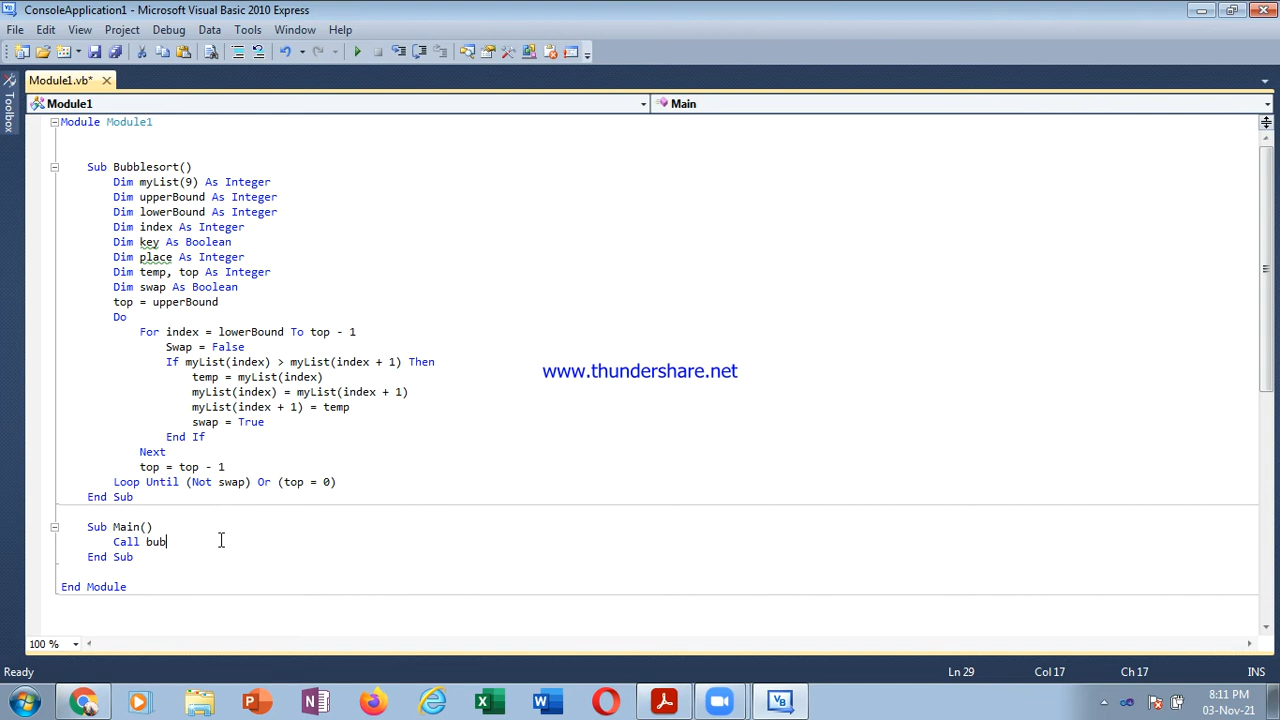 ConsoleApplication1 - Microsoft Visual Basic 2010 Express
File Edit View Project Debug Data Tools Window Help
Module1.vb*
Toolbox
Module1 Main
Module Module1
Sub Bubblesort()
Dim myList(9) As Integer
Dim upperBound As Integer
Dim lowerBound As Integer
Dim index As Integer
Dim key As Boolean
Dim place As Integer
Dim temp, top As Integer
Dim swap As Boolean
top = upperBound
Do
For index = lowerBound To top - 1
Swap = False
If myList(index) > myList(index + 1) Then
temp = myList(index)
myList(index) = myList(index + 1)
myList(index + 1) = temp
swap = True
End If
Next
top = top - 1
Loop Until (Not swap) Or (top = 0)
End Sub
Sub Main()
Call bub
End Sub
End Module
www.thundershare.net
100 %
Ready Ln 29 Col 17 Ch 17 INS
8:11 PM
03-Nov-21